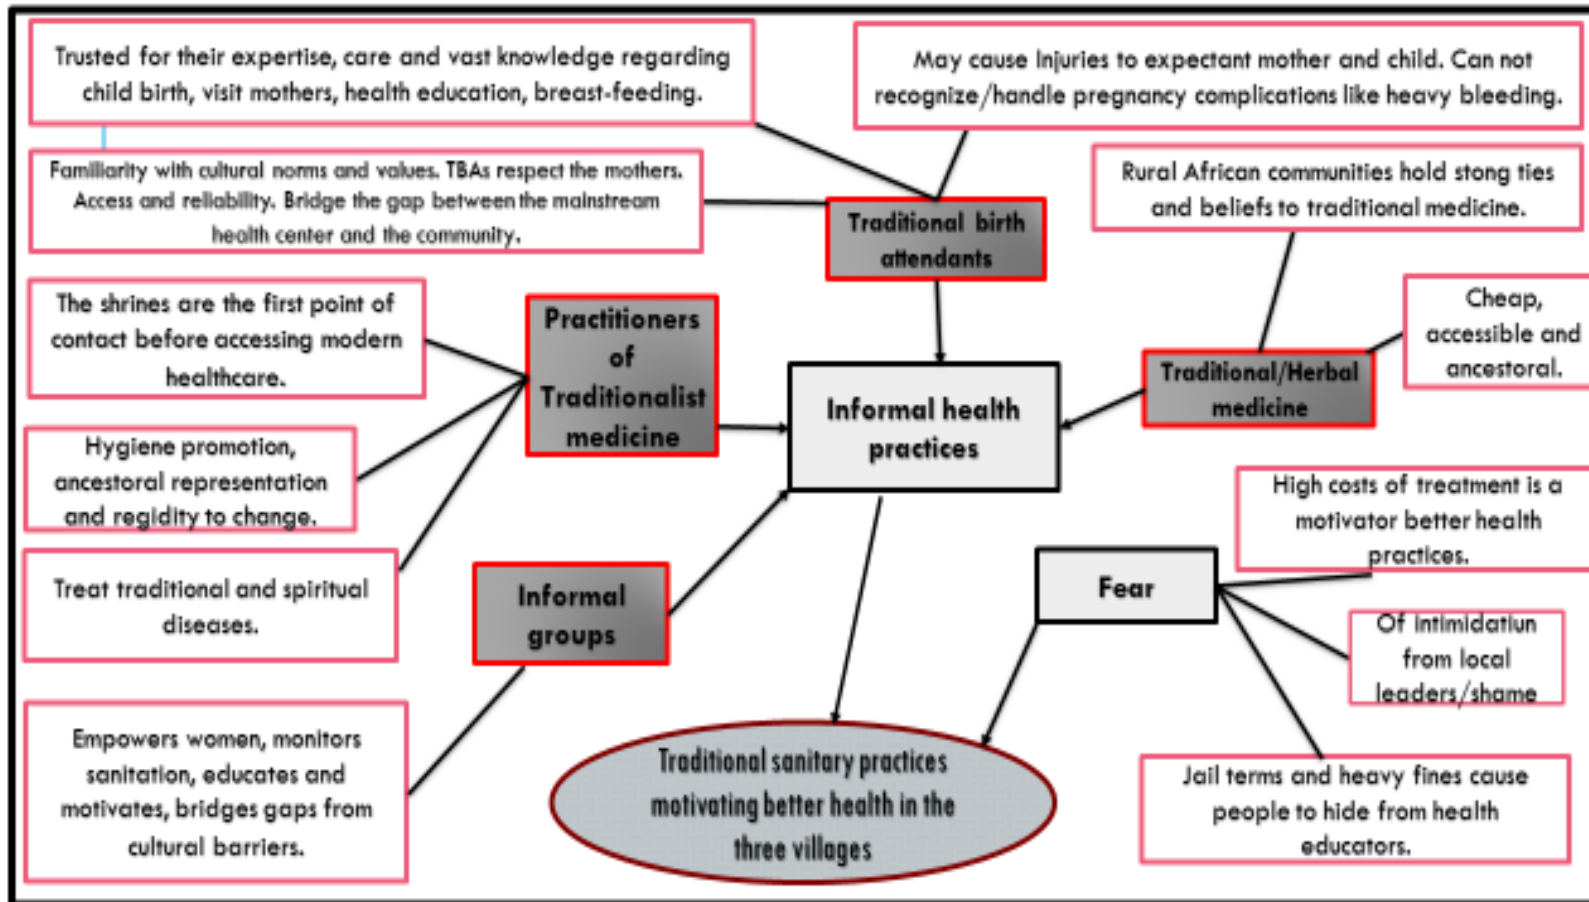 Trusted for their expertise, care and vast knowledge regarding
child birth, visit mothers, health education, breast-feeding.
May cause Injuries to expectant mother and child. Can not
recognize/handle pregnancy complications like heavy bleeding.
Familiarity with cultural norms and values. TBAs respect the mothers.
Access and reliability. Bridge the gap between the mainstream
health center and the community.
Rural African communities hold stong ties
and beliefs to traditional medicine.
Traditional birth
attendants
The shrines are the first point of
contact before accessing modern
healthcare.
Practitioners
of
Traditionalist
medicine
Cheap,
accessible and
ancestoral.
Traditional/Herbal
medicine
Informal health
practices
Hygiene promotion,
ancestoral representation
and regidity to change.
High costs of treatment is a
motivator better health
practices.
Treat traditional and spiritual
diseases.
Informal
groups
Fear
Of intimidatiun
from local
leaders/shame
Empowers women, monitors
sanitation, educates and
motivates, bridges gaps from
cultural barriers.
Traditional sanitary practices
motivating better health in the
three villages
Jail terms and heavy fines cause
people to hide from health
educators.